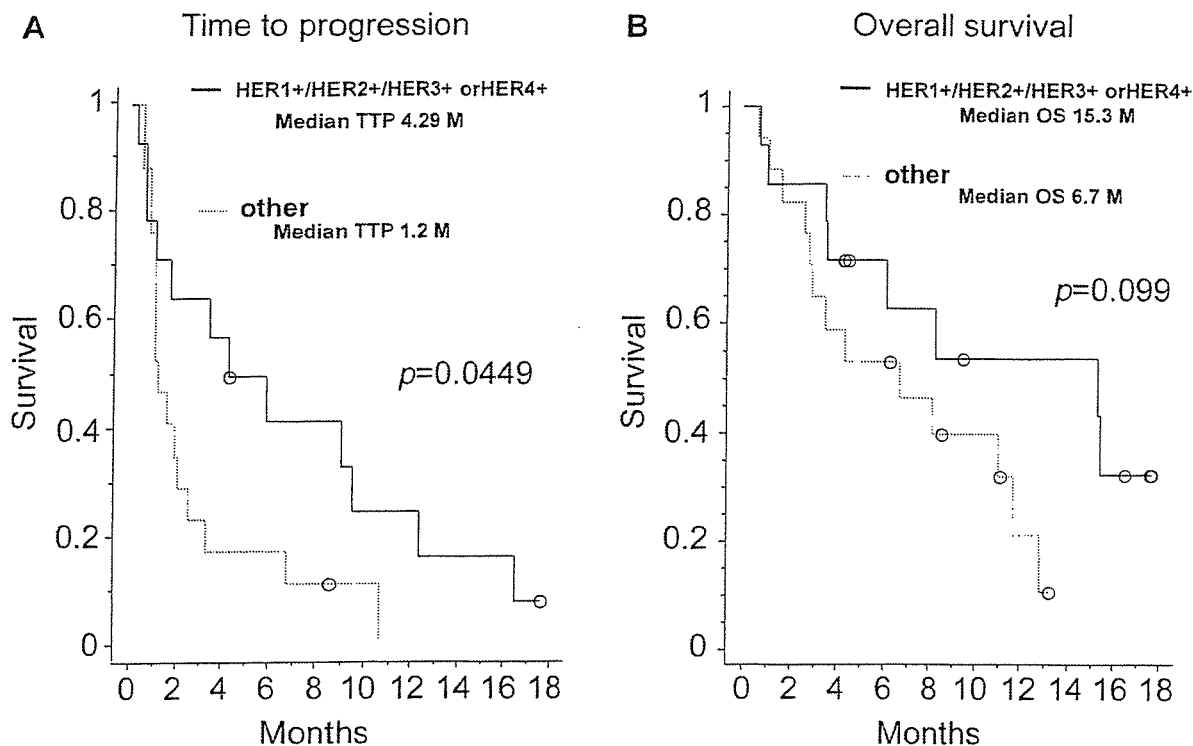 A Time to progression
HER1+/HER2+/HER3+ orHER4+
Median TTP 4.29 M
other
Median TTP 1.2 M
p=0.0449
Survival
1
0.8
0.6
0.4
0.2
0
0 2 4 6 8 10 12 14 16 18
Months
B Overall survival
HER1+/HER2+/HER3+ orHER4+
Median OS 15.3 M
other
Median OS 6.7 M
p=0.099
Survival
1
0.8
0.6
0.4
0.2
0
0 2 4 6 8 10 12 14 16 18
Months